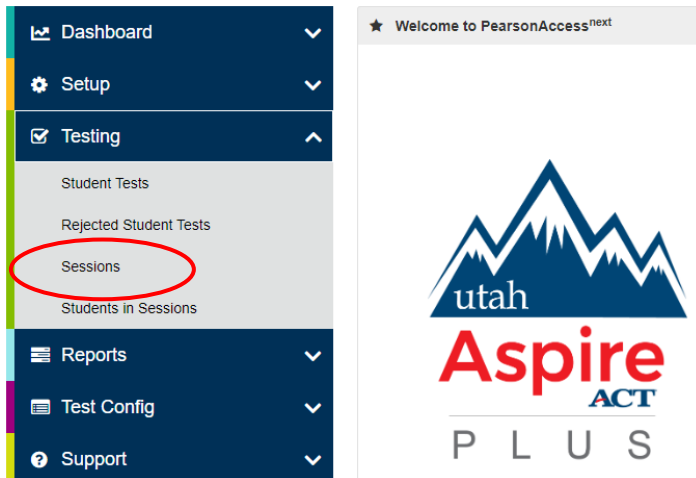 Dashboard
Setup
Testing
Student Tests
Rejected Student Tests
Sessions
Students in Sessions
Reports
Test Config
Support
Welcome to PearsonAccessnext
utah
Aspire
ACT
PLUS